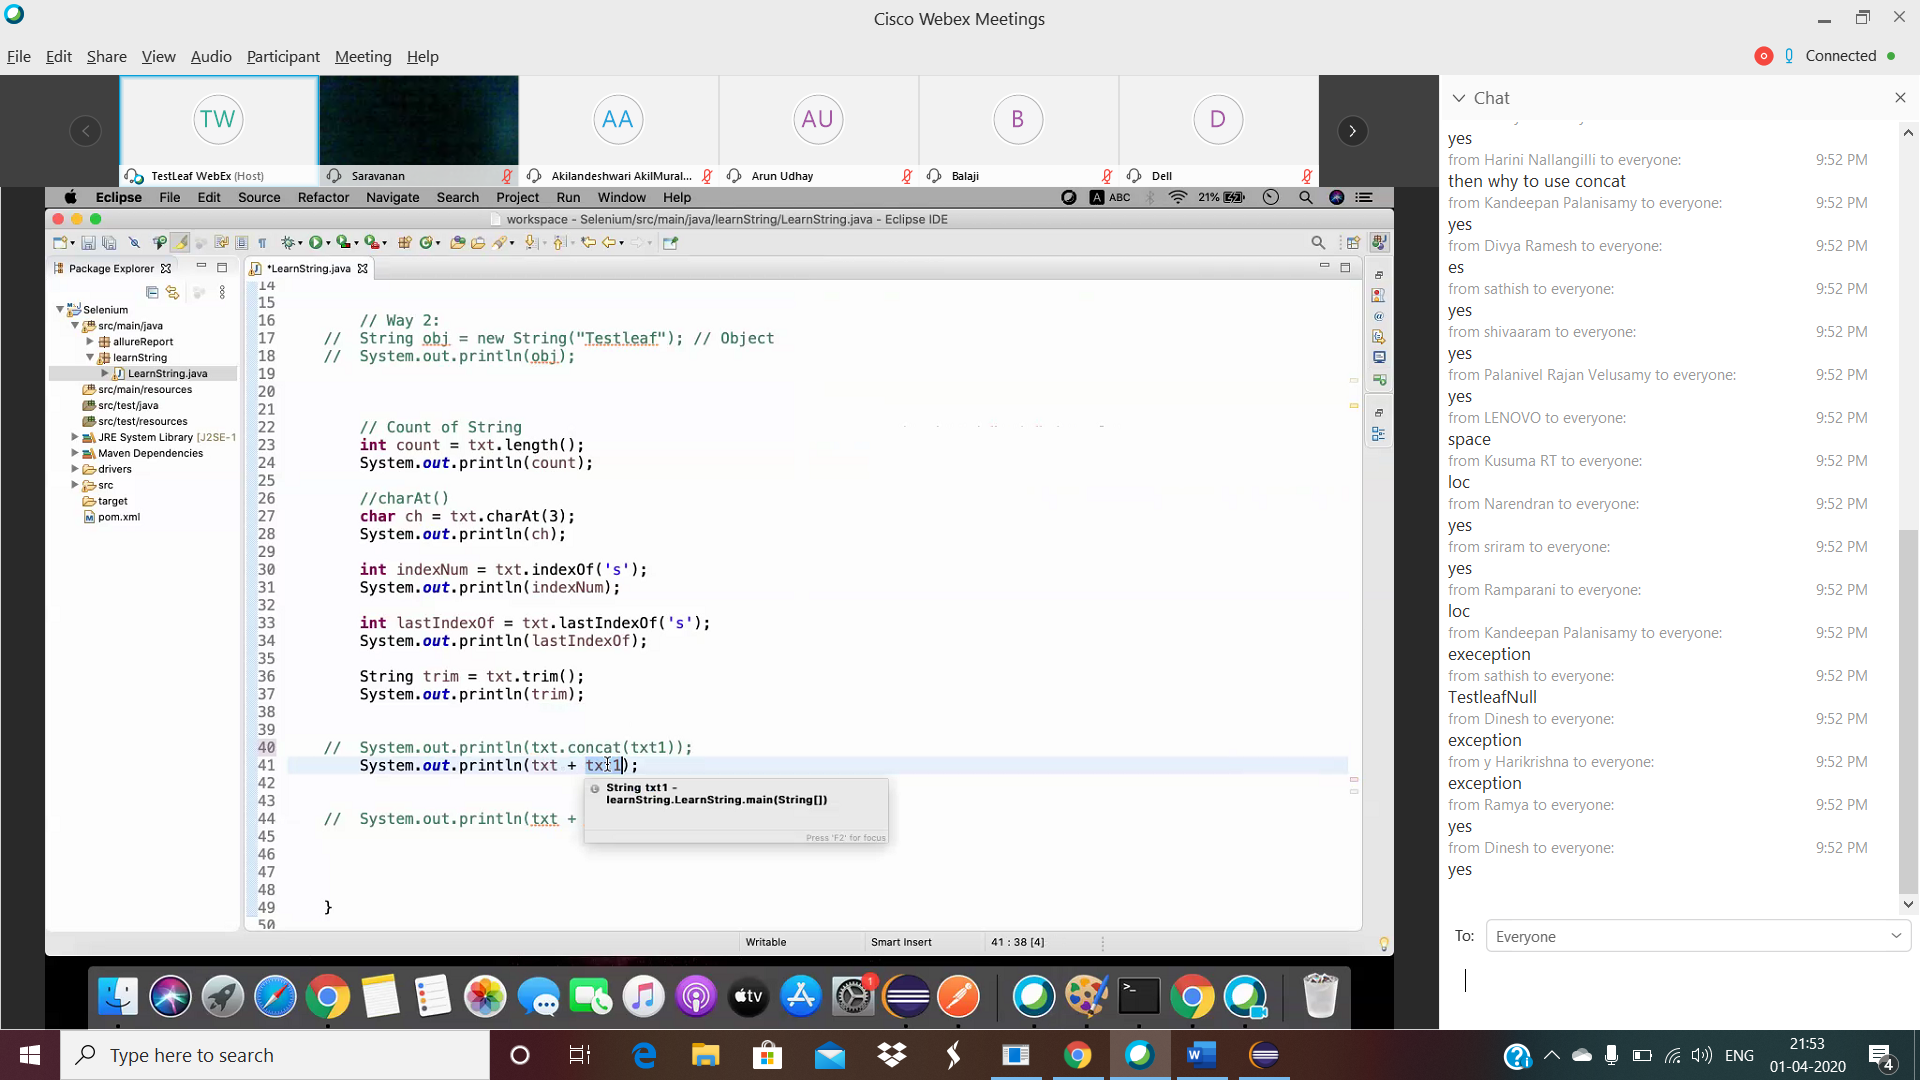 Cisco Webex Meetings
File Edit Share View Audio Participant Meeting Help
Connected
TW
AA
AU
B
D
TestLeaf WebEx (Host)
Saravanan
Akilandeshwari AkilMural...
Arun Udhay
Balaji
Dell
Eclipse File Edit Source Refactor Navigate Search Project Run Window Help
A ABC
21%
workspace - Selenium/src/main/java/learnString/LearnString.java - Eclipse IDE
Package Explorer
*LearnString.java
Selenium
src/main/java
allureReport
learnString
LearnString.java
src/main/resources
src/test/java
src/test/resources
JRE System Library [J2SE-1
Maven Dependencies
drivers
src
target
pom.xml
14
15
16 // Way 2:
17 // String obj = new String("Testleaf"); // Object
18 // System.out.println(obj);
19
20
21
22 // Count of String
23 int count = txt.length();
24 System.out.println(count);
25
26 //charAt()
27 char ch = txt.charAt(3);
28 System.out.println(ch);
29
30 int indexNum = txt.indexOf('s');
31 System.out.println(indexNum);
32
33 int lastIndexOf = txt.lastIndexOf('s');
34 System.out.println(lastIndexOf);
35
36 String trim = txt.trim();
37 System.out.println(trim);
38
39
40 // System.out.println(txt.concat(txt1));
41 System.out.println(txt + txt1);
42
43
44 // System.out.println(txt +
45
46
47
48
49 }
50
String txt1 -
learnString.LearnString.main(String[])
Press 'F2' for focus
Writable
Smart Insert
41 : 38 [4]
tv
1
Chat
yes
from Harini Nallangilli to everyone: 9:52 PM
then why to use concat
from Kandeepan Palanisamy to everyone: 9:52 PM
yes
from Divya Ramesh to everyone: 9:52 PM
es
from sathish to everyone: 9:52 PM
yes
from shivaaram to everyone: 9:52 PM
yes
from Palanivel Rajan Velusamy to everyone: 9:52 PM
yes
from LENOVO to everyone: 9:52 PM
space
from Kusuma RT to everyone: 9:52 PM
loc
from Narendran to everyone: 9:52 PM
yes
from sriram to everyone: 9:52 PM
yes
from Ramparani to everyone: 9:52 PM
loc
from Kandeepan Palanisamy to everyone: 9:52 PM
exeception
from sathish to everyone: 9:52 PM
TestleafNull
from Dinesh to everyone: 9:52 PM
exception
from y Harikrishna to everyone: 9:52 PM
exception
from Ramya to everyone: 9:52 PM
yes
from Dinesh to everyone: 9:52 PM
yes
To: Everyone
Type here to search
ENG
21:53
01-04-2020
4